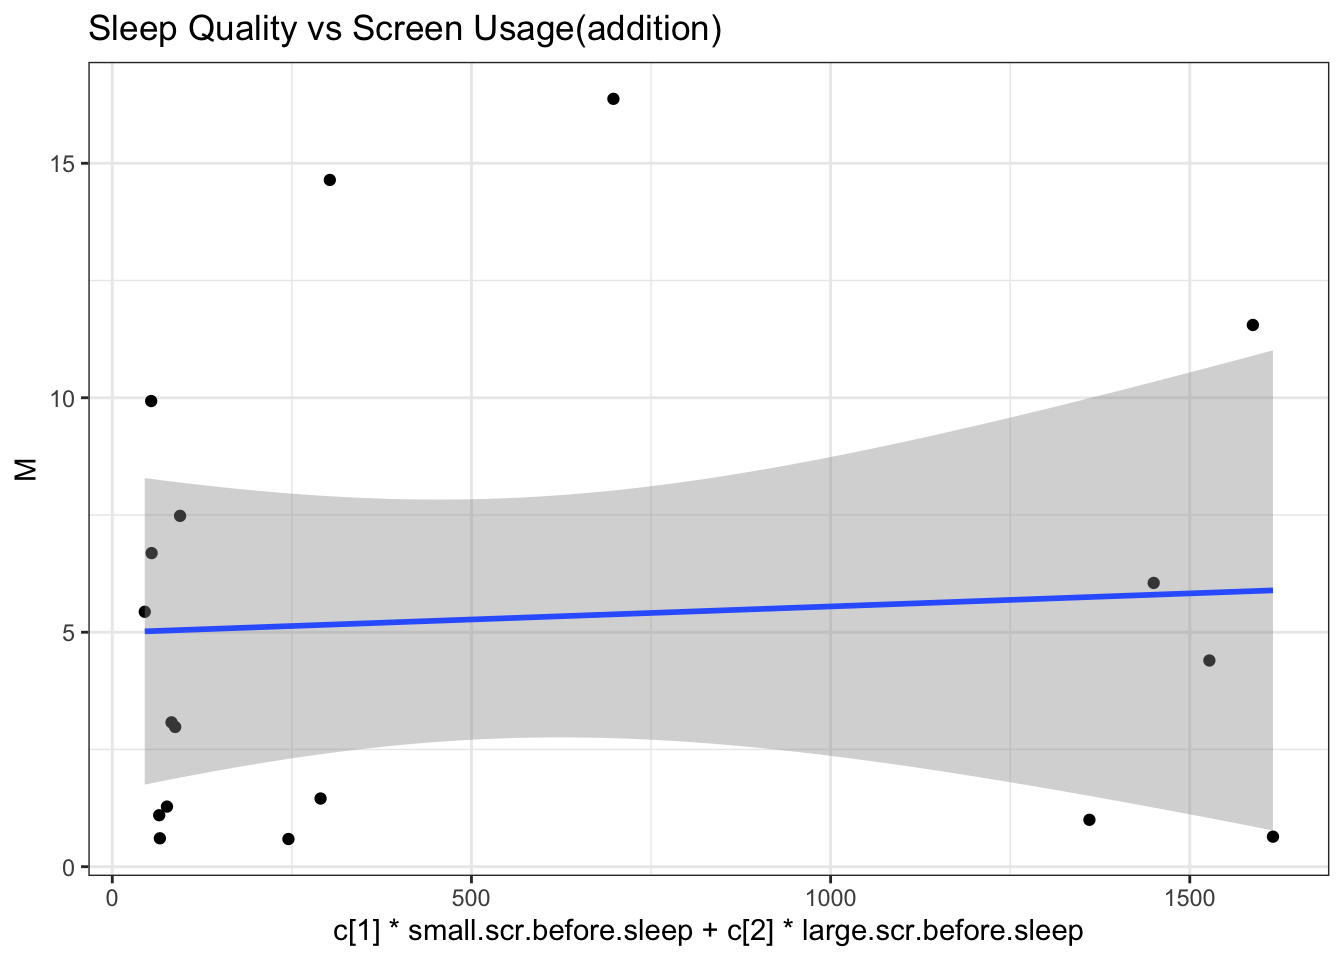 Sleep Quality vs Screen Usage(addition)
15
10
5
0
M
0 500 1000 1500
c[1] * small.scr.before.sleep + c[2] * large.scr.before.sleep